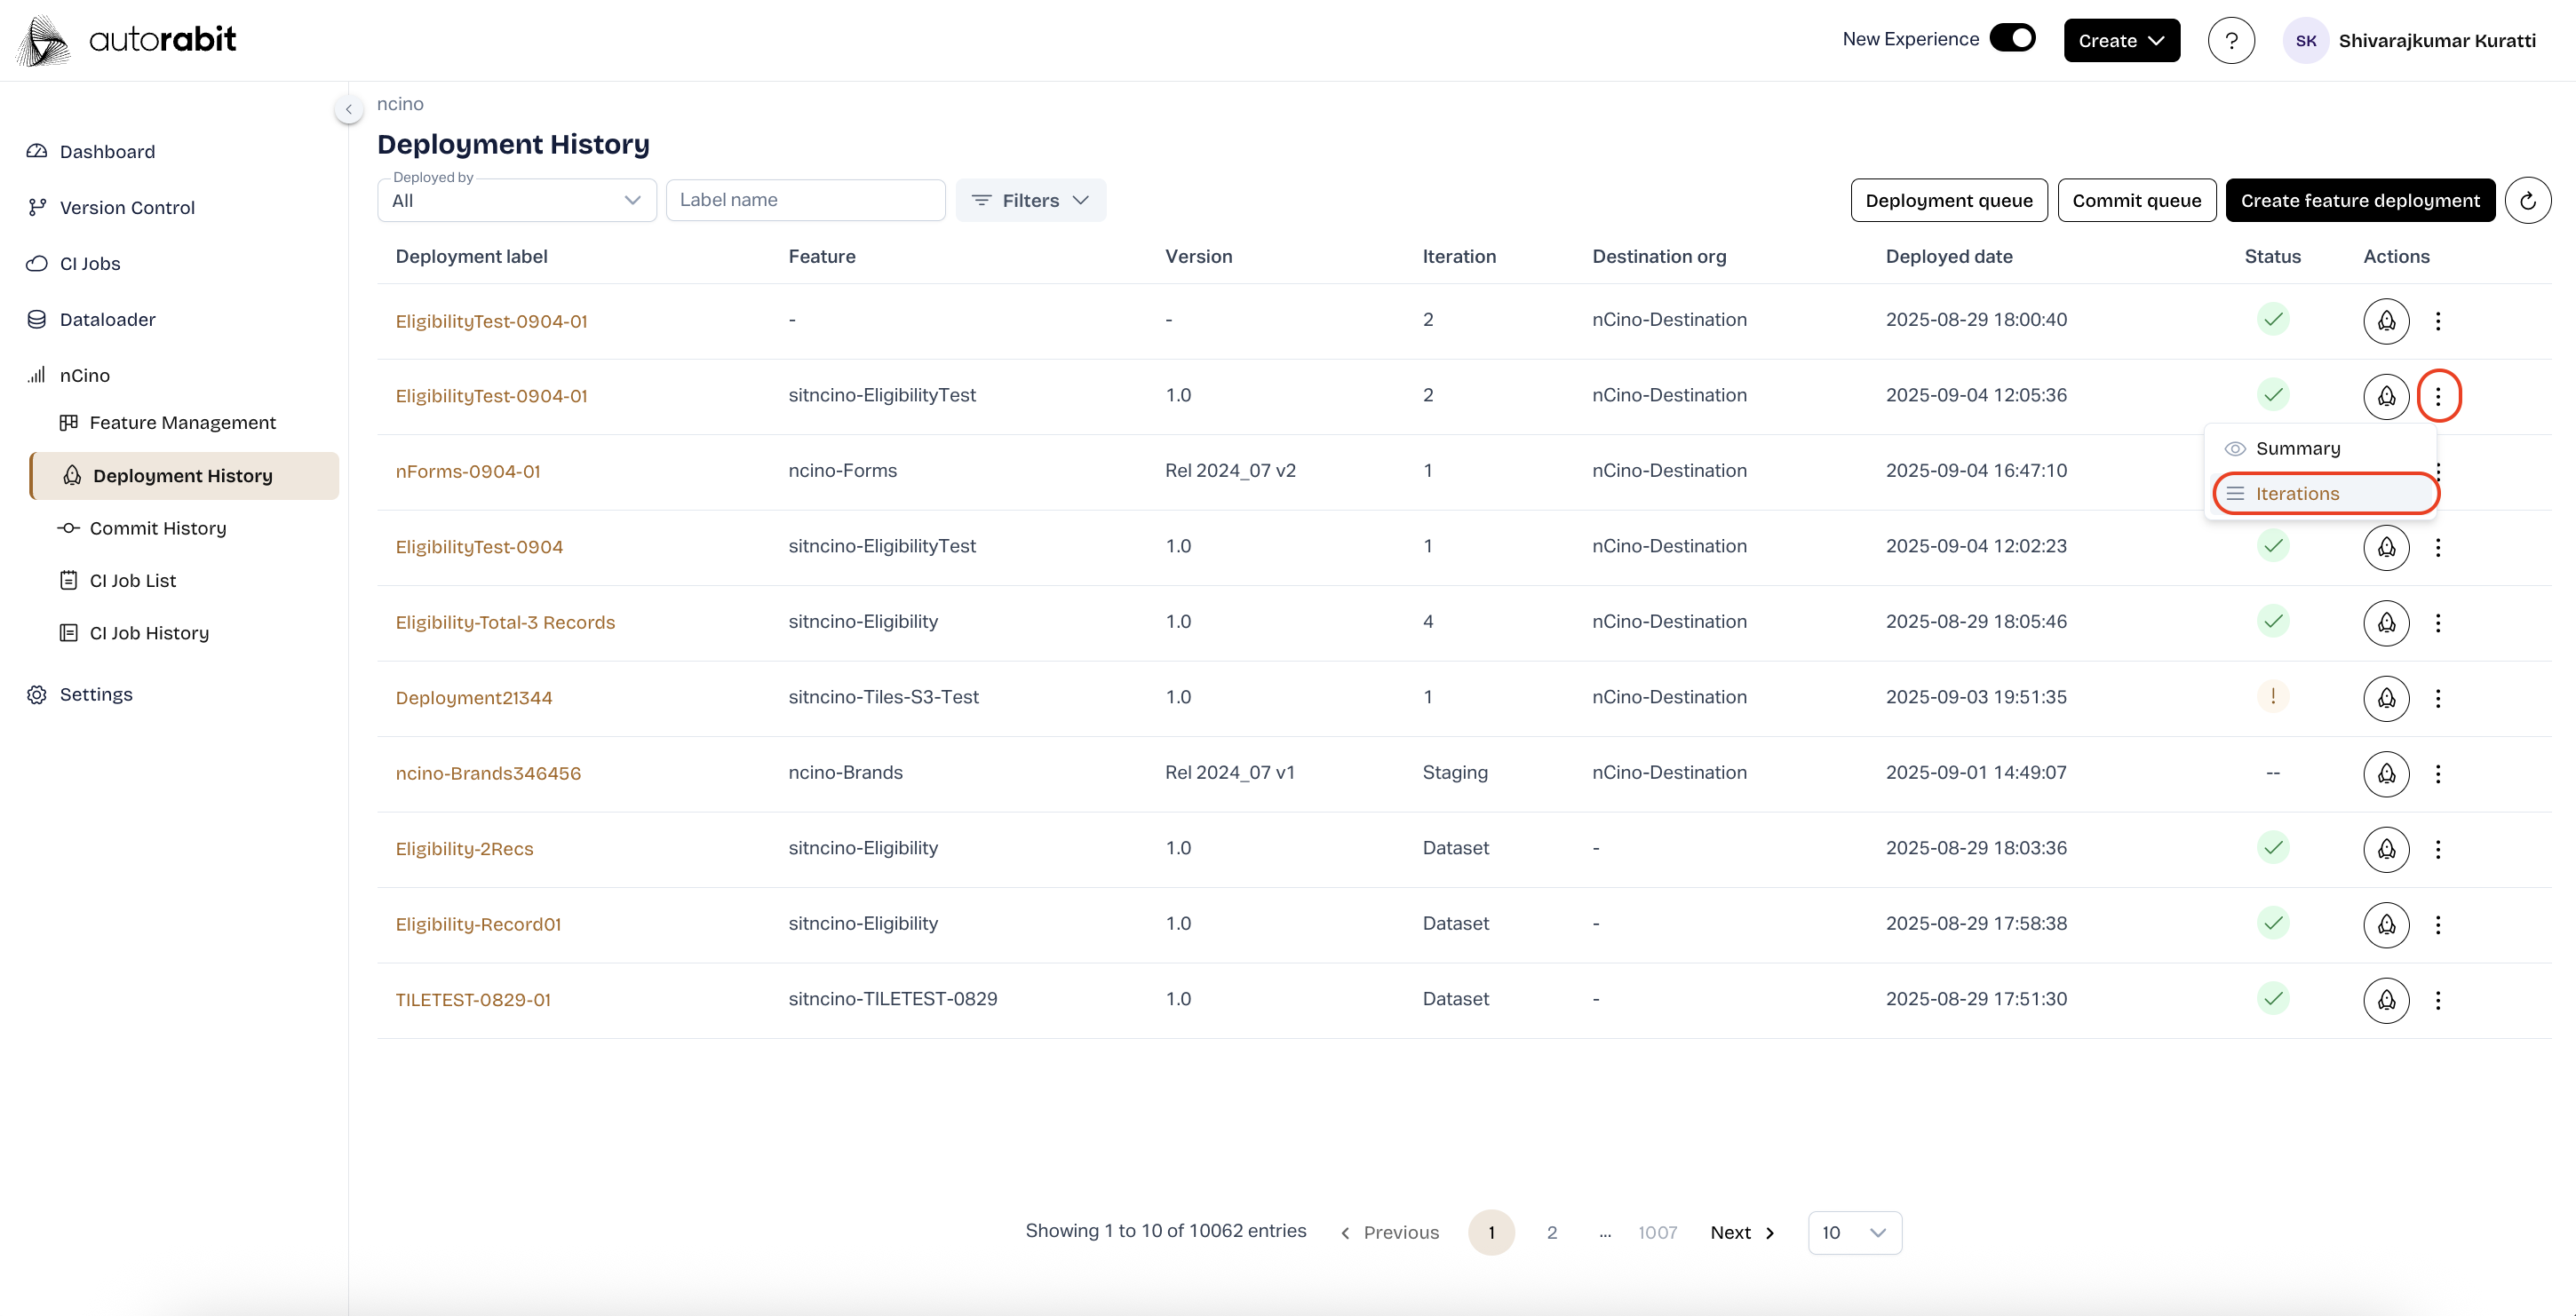 autorabit
New Experience Create ? SK Shivarajkumar Kuratti
Dashboard
Version Control
CI Jobs
Dataloader
nCino
Feature Management
Deployment History
Commit History
CI Job List
CI Job History
Settings
ncino
Deployment History
Deployed by
All Label name Filters Deployment queue Commit queue Create feature deployment
Deployment label Feature Version Iteration Destination org Deployed date Status Actions
EligibilityTest-0904-01 - - 2 nCino-Destination 2025-08-29 18:00:40
EligibilityTest-0904-01 sitncino-EligibilityTest 1.0 2 nCino-Destination 2025-09-04 12:05:36
Summary
Iterations
nForms-0904-01 ncino-Forms Rel 2024_07 v2 1 nCino-Destination 2025-09-04 16:47:10
EligibilityTest-0904 sitncino-EligibilityTest 1.0 1 nCino-Destination 2025-09-04 12:02:23
Eligibility-Total-3 Records sitncino-Eligibility 1.0 4 nCino-Destination 2025-08-29 18:05:46
Deployment21344 sitncino-Tiles-S3-Test 1.0 1 nCino-Destination 2025-09-03 19:51:35 !
ncino-Brands346456 ncino-Brands Rel 2024_07 v1 Staging nCino-Destination 2025-09-01 14:49:07 --
Eligibility-2Recs sitncino-Eligibility 1.0 Dataset - 2025-08-29 18:03:36
Eligibility-Record01 sitncino-Eligibility 1.0 Dataset - 2025-08-29 17:58:38
TILETEST-0829-01 sitncino-TILETEST-0829 1.0 Dataset - 2025-08-29 17:51:30
Showing 1 to 10 of 10062 entries Previous 1 2 ... 1007 Next 10